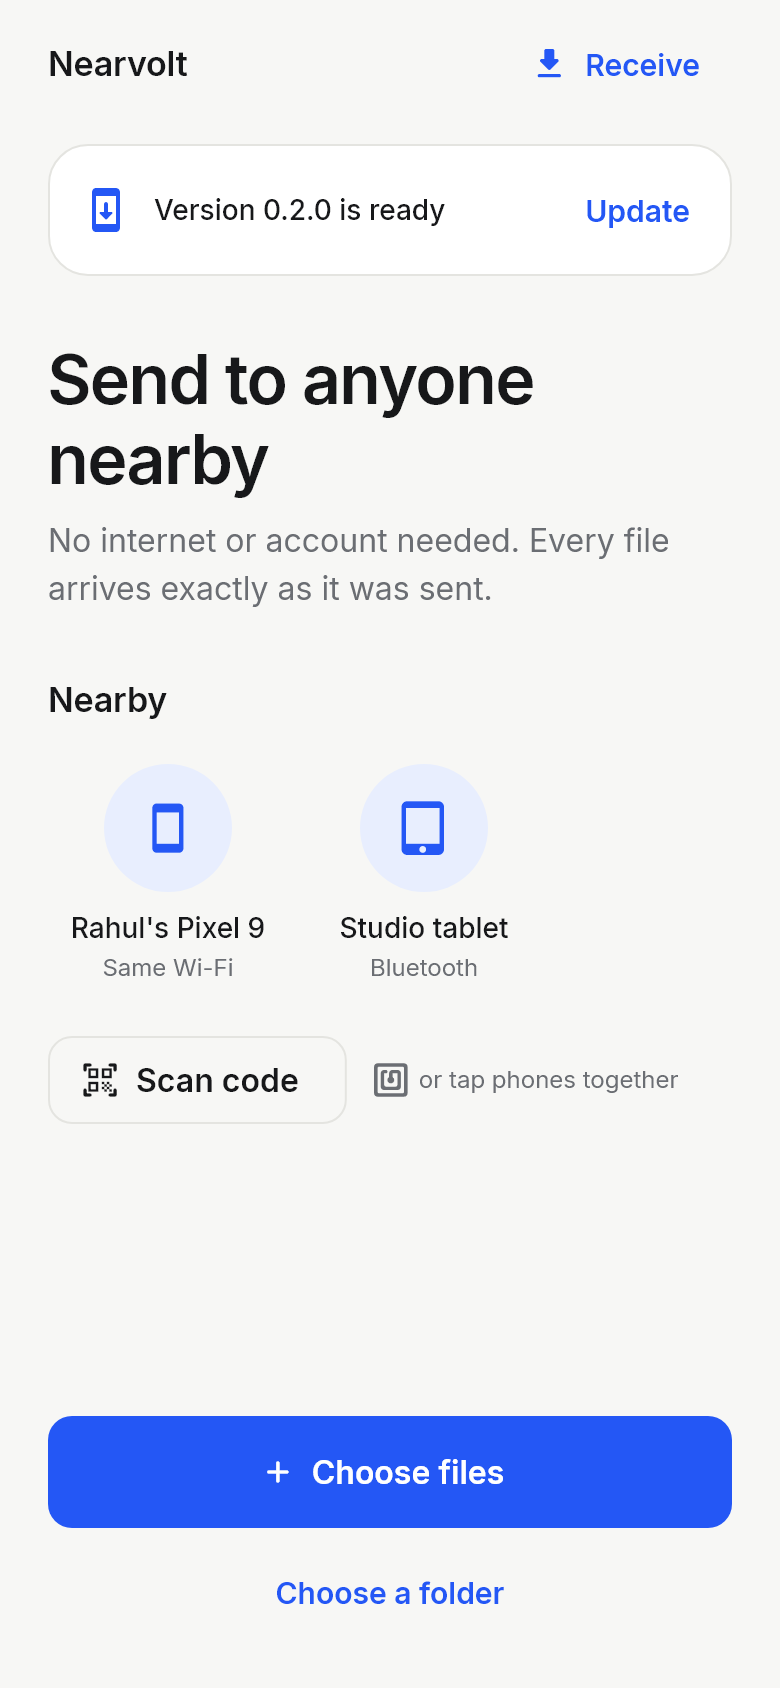 Nearvolt
Receive
Version 0.2.0 is ready
Update
Send to anyone
nearby
No internet or account needed. Every file
arrives exactly as it was sent.
Nearby
Rahul's Pixel 9
Studio tablet
Same Wi-Fi
Bluetooth
Scan code
or tap phones together
Choose files
Choose a folder